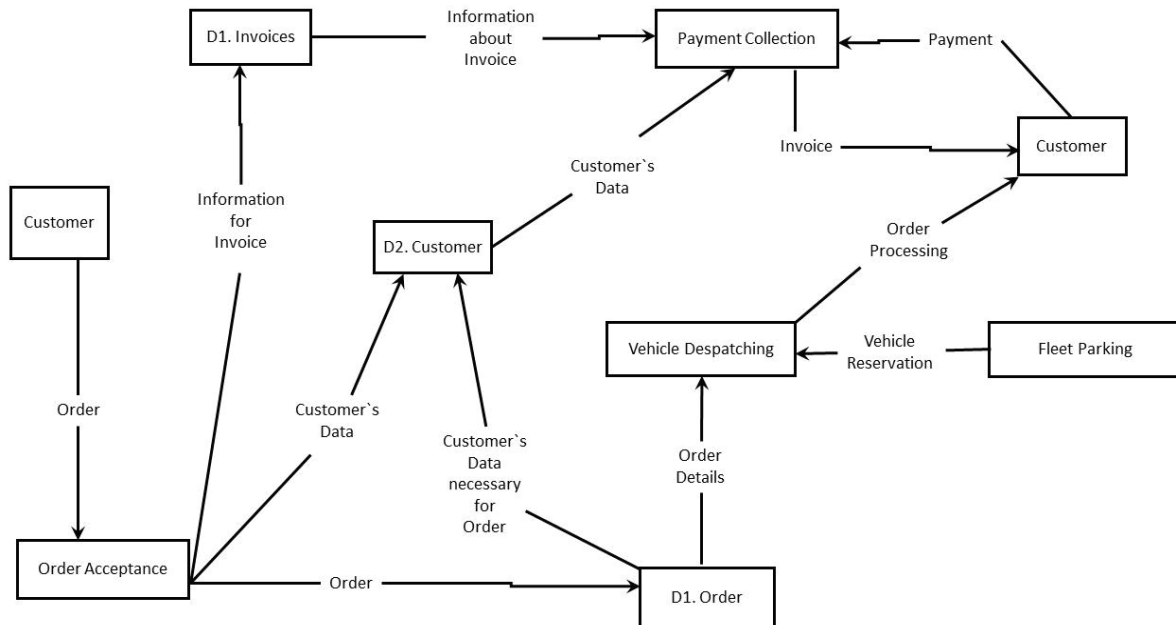 D1. Invoices
Information
about
Invoice
Payment Collection
Payment
Invoice
Customer
Customer`s
Data
Information
for
Invoice
Customer
D2. Customer
Order
Processing
Vehicle Despatching
Vehicle
Reservation
Fleet Parking
Order
Customer`s
Data
Customer`s
Data
necessary
for
Order
Order
Details
Order Acceptance
Order
D1. Order